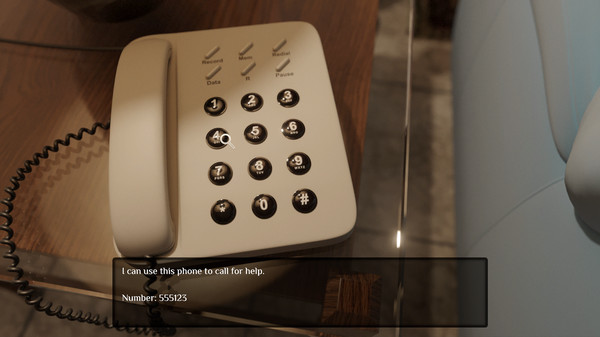 Record Mem Redial
Data R Pause
1 2 3
4 5 6
7 8 9
* 0 #
I can use this phone to call for help.
Number: 555123